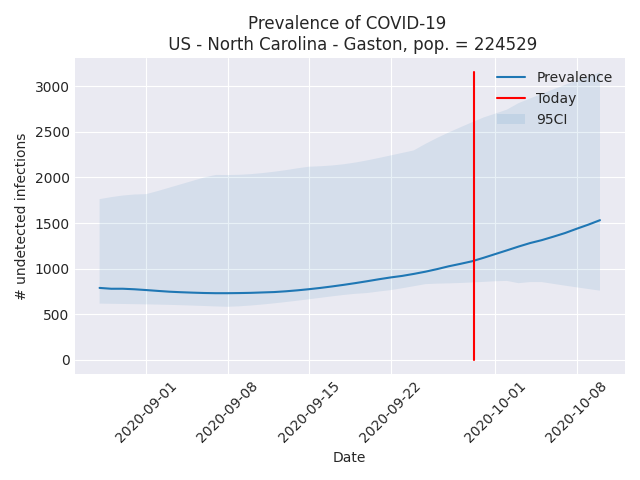 Prevalence of COVID-19
US - North Carolina - Gaston, pop. = 224529
# undetected infections
3000
2500
2000
1500
1000
500
0
Prevalence
Today
95CI
2020-09-01
2020-09-08
2020-09-15
2020-09-22
2020-10-01
2020-10-08
Date